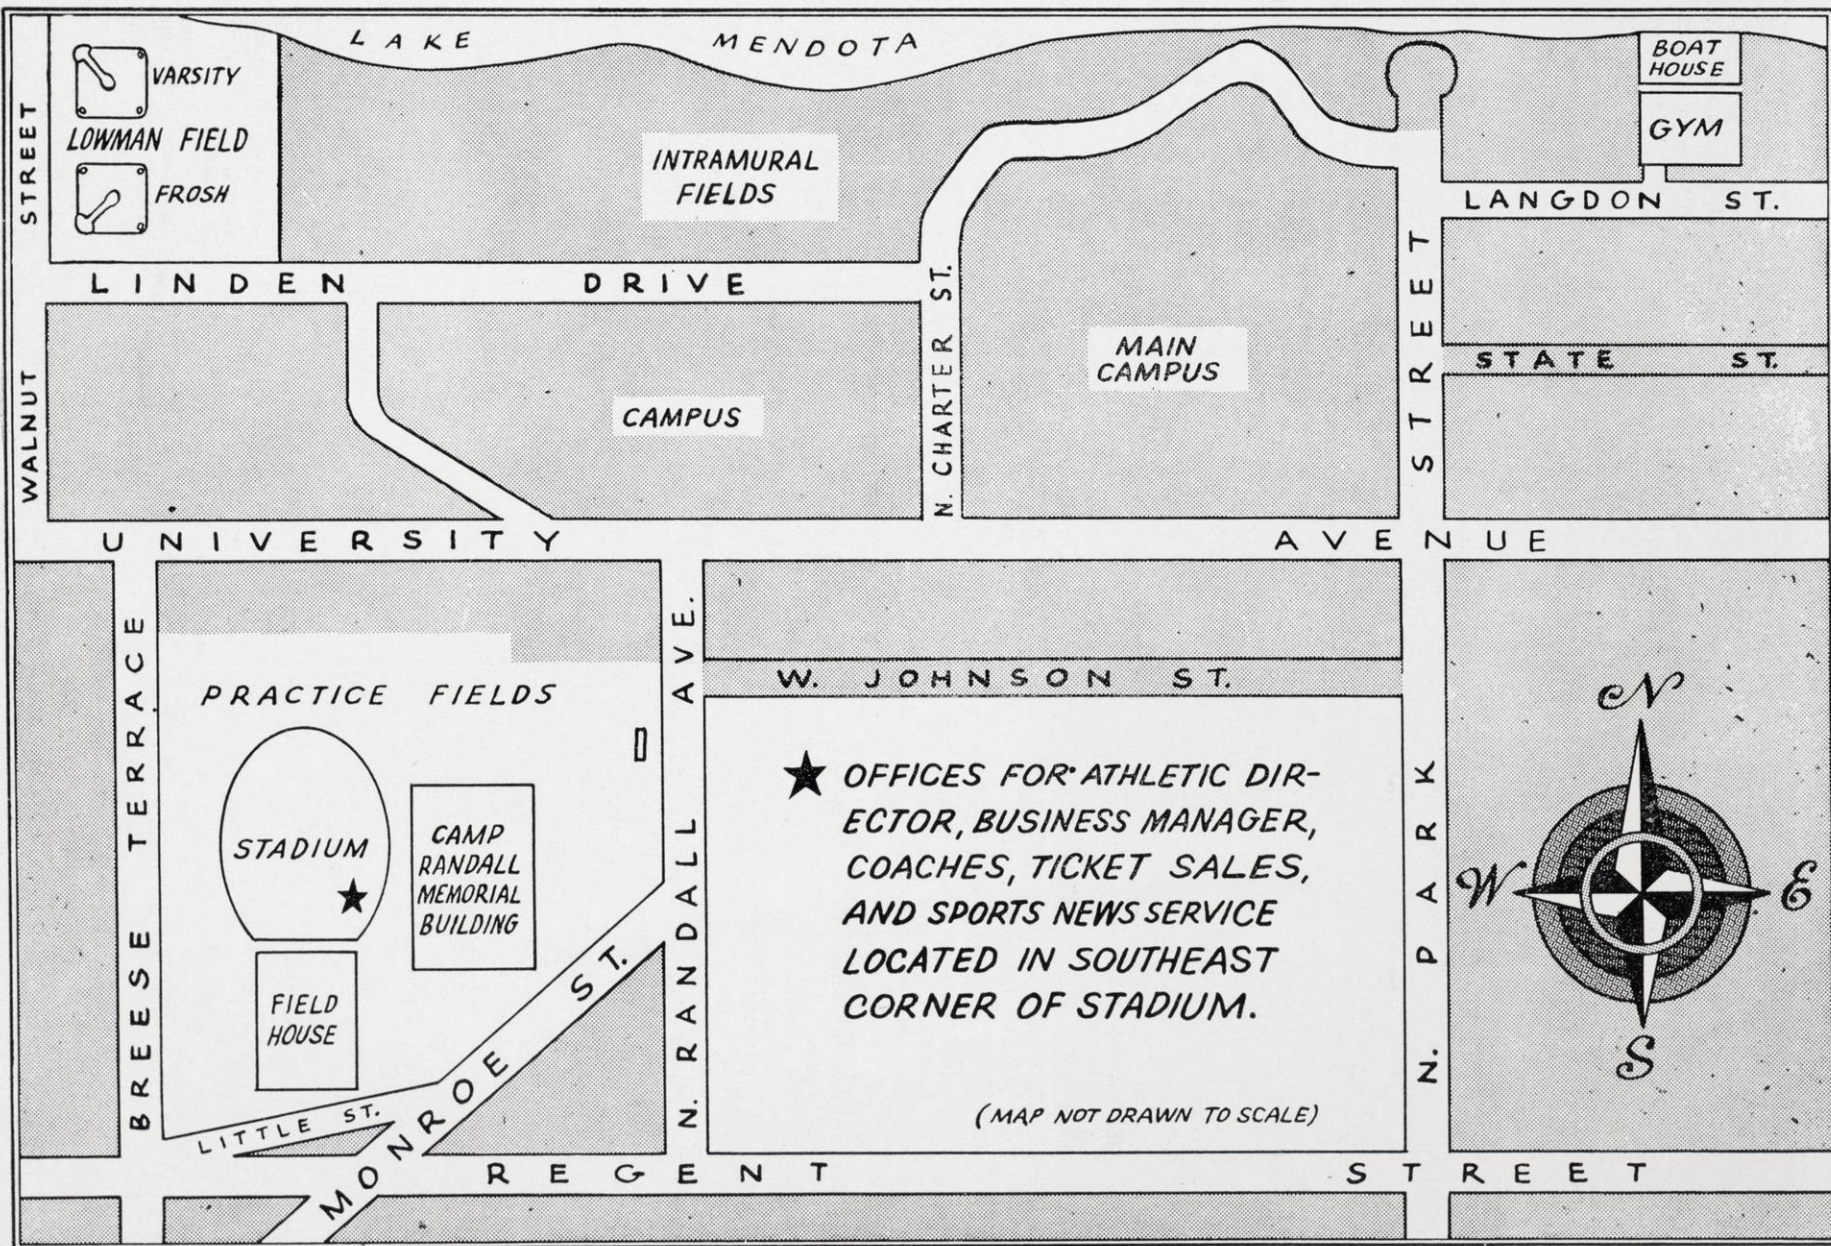 LAKE MENDOTA
VARSITY
LOWMAN FIELD
FROSH
INTRAMURAL
FIELDS
BOAT
HOUSE
GYM
LANGDON ST.
WALNUT STREET
LINDEN DRIVE
N. CHARTER ST.
MAIN
CAMPUS
CAMPUS
STATE ST.
UNIVERSITY AVENUE
BREESE TERRACE
PRACTICE FIELDS
STADIUM
CAMP
RANDALL
MEMORIAL
BUILDING
FIELD
HOUSE
N. RANDALL AVE.
W. JOHNSON ST.
OFFICES FOR ATHLETIC DIR-
ECTOR, BUSINESS MANAGER,
COACHES, TICKET SALES,
AND SPORTS NEWS SERVICE
LOCATED IN SOUTHEAST
CORNER OF STADIUM.
(MAP NOT DRAWN TO SCALE)
N. PARK STREET
N
W E
S
LITTLE ST.
MONROE ST.
REGENT STREET